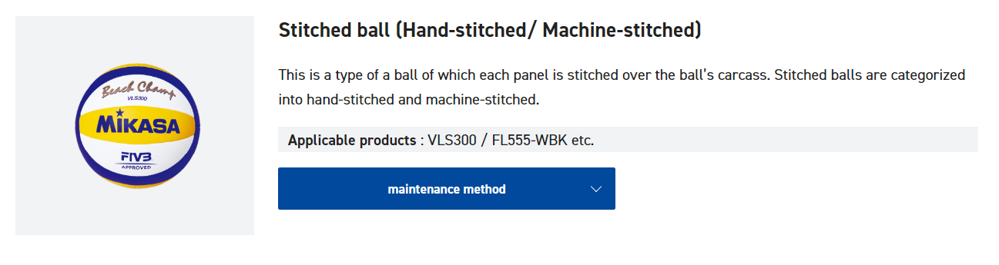 Stitched ball (Hand-stitched/ Machine-stitched)
Beach Champ
VLS300
MIKASA
FIVB
APPROVED
This is a type of a ball of which each panel is stitched over the ball's carcass. Stitched balls are categorized
into hand-stitched and machine-stitched.
Applicable products : VLS300 / FL555-WBK etc.
maintenance method